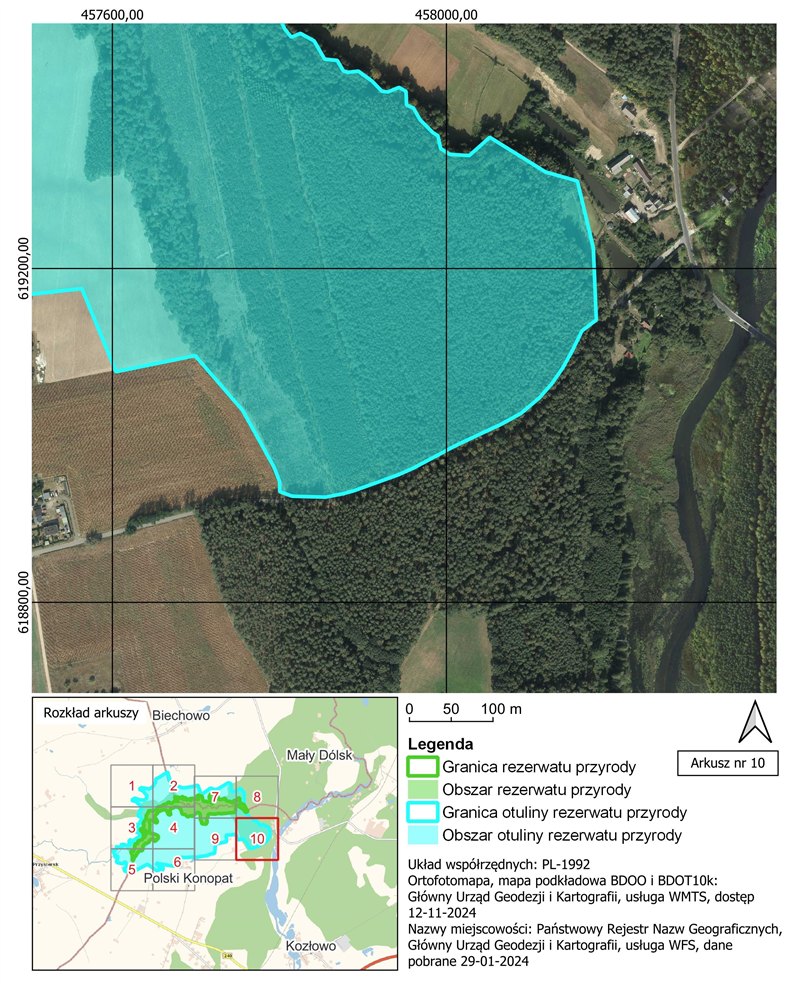 457600,00
458000,00
619200,00
618800,00
Rozkład arkuszy
Biechowo
Mały Dólsk
1
2
7
8
3
4
9
10
5
6
Przysiersk
Polski Konopat
240
Kozłowo
0 50 100 m
Legenda
Granica rezerwatu przyrody
Obszar rezerwatu przyrody
Granica otuliny rezerwatu przyrody
Obszar otuliny rezerwatu przyrody
Arkusz nr 10
Układ współrzędnych: PL-1992
Ortofotomapa, mapa podkładowa BDOO i BDOT10k:
Główny Urząd Geodezji i Kartografii, usługa WMTS, dostęp
12-11-2024
Nazwy miejscowości: Państwowy Rejestr Nazw Geograficznych,
Główny Urząd Geodezji i Kartografii, usługa WFS, dane
pobrane 29-01-2024